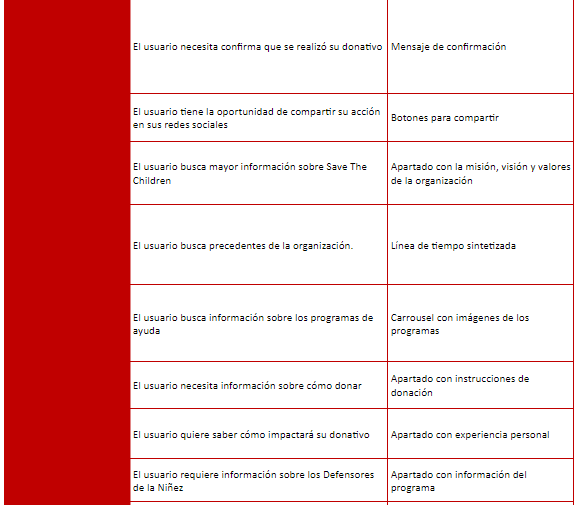 El usuario necesita confirma que se realizó su donativo
Mensaje de confirmación
El usuario tiene la oportunidad de compartir su acción
en sus redes sociales
Botones para compartir
El usuario busca mayor información sobre Save The
Children
Apartado con la misión, visión y valores
de la organización
El usuario busca precedentes de la organización.
Línea de tiempo sintetizada
El usuario busca información sobre los programas de
ayuda
Carrousel con imágenes de los
programas
El usuario necesita información sobre cómo donar
Apartado con instrucciones de
donación
El usuario quiere saber cómo impactará su donativo
Apartado con experiencia personal
El usuario requiere información sobre los Defensores
de la Niñez
Apartado con información del
programa